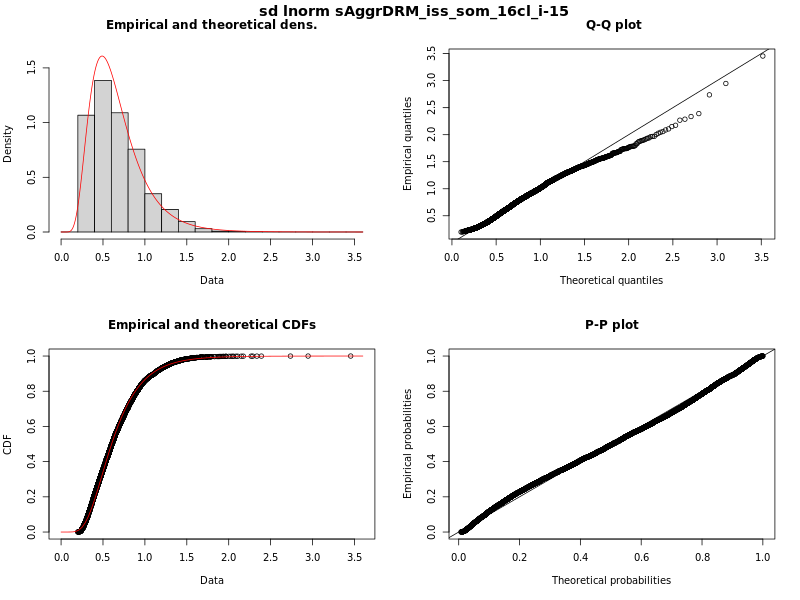 sd lnorm sAggrDRM_iss_som_16cl_i-15
Empirical and theoretical dens.
Density
0.0 0.5 1.0 1.5
0.0 0.5 1.0 1.5 2.0 2.5 3.0 3.5
Data
Q-Q plot
Empirical quantiles
0.5 1.0 1.5 2.0 2.5 3.0 3.5
0.0 0.5 1.0 1.5 2.0 2.5 3.0 3.5
Theoretical quantiles
Empirical and theoretical CDFs
CDF
0.0 0.2 0.4 0.6 0.8 1.0
0.0 0.5 1.0 1.5 2.0 2.5 3.0 3.5
Data
P-P plot
Empirical probabilities
0.0 0.2 0.4 0.6 0.8 1.0
0.0 0.2 0.4 0.6 0.8 1.0
Theoretical probabilities